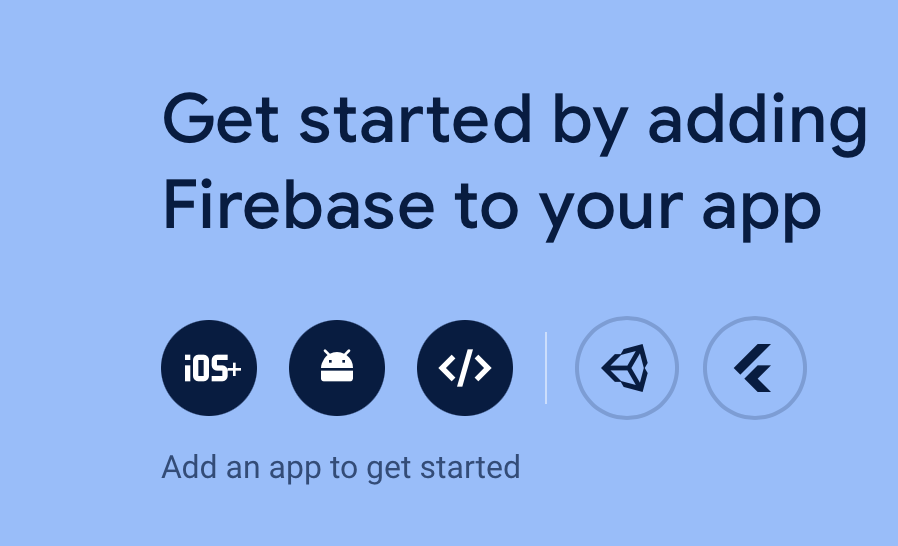 Get started by adding
Firebase to your app
iOS+
</>
Add an app to get started